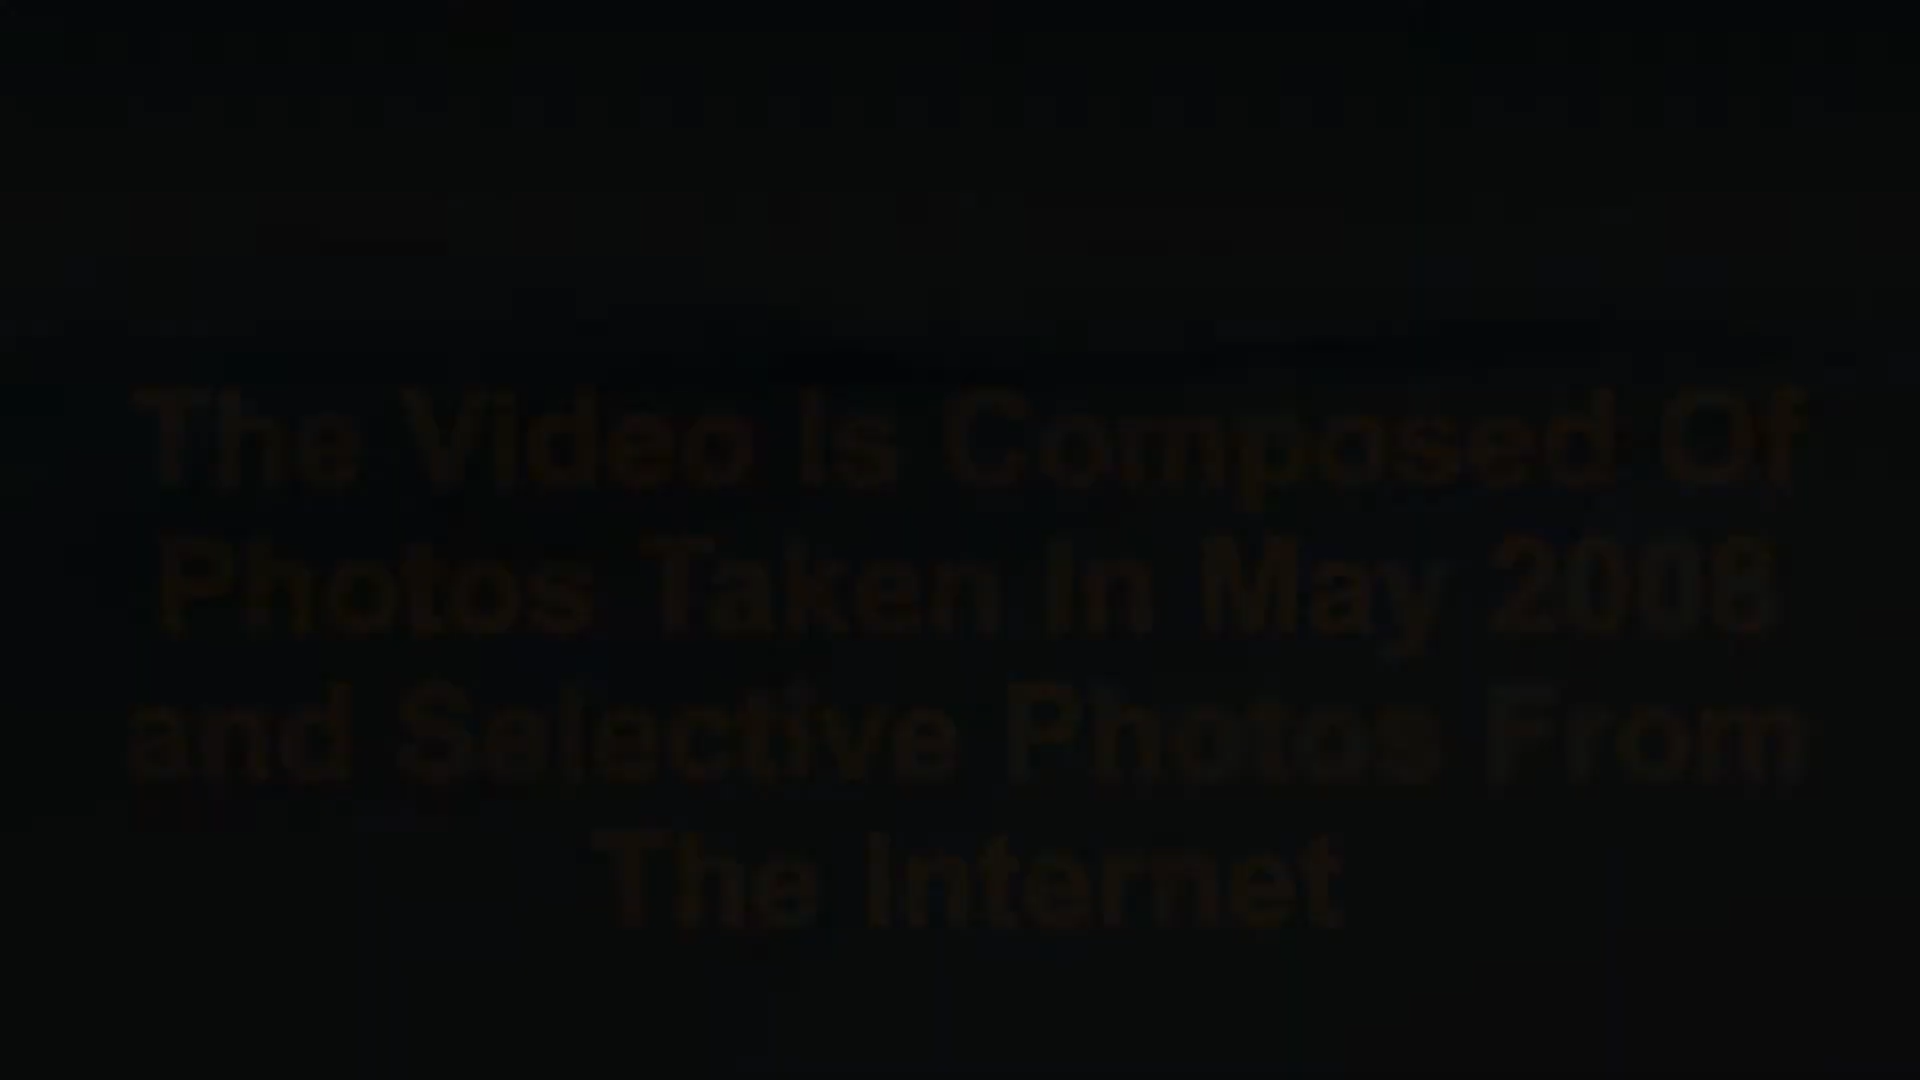 The Video Is Composed Of
Photos Taken In May 2008
and Selective Photos From
The Internet